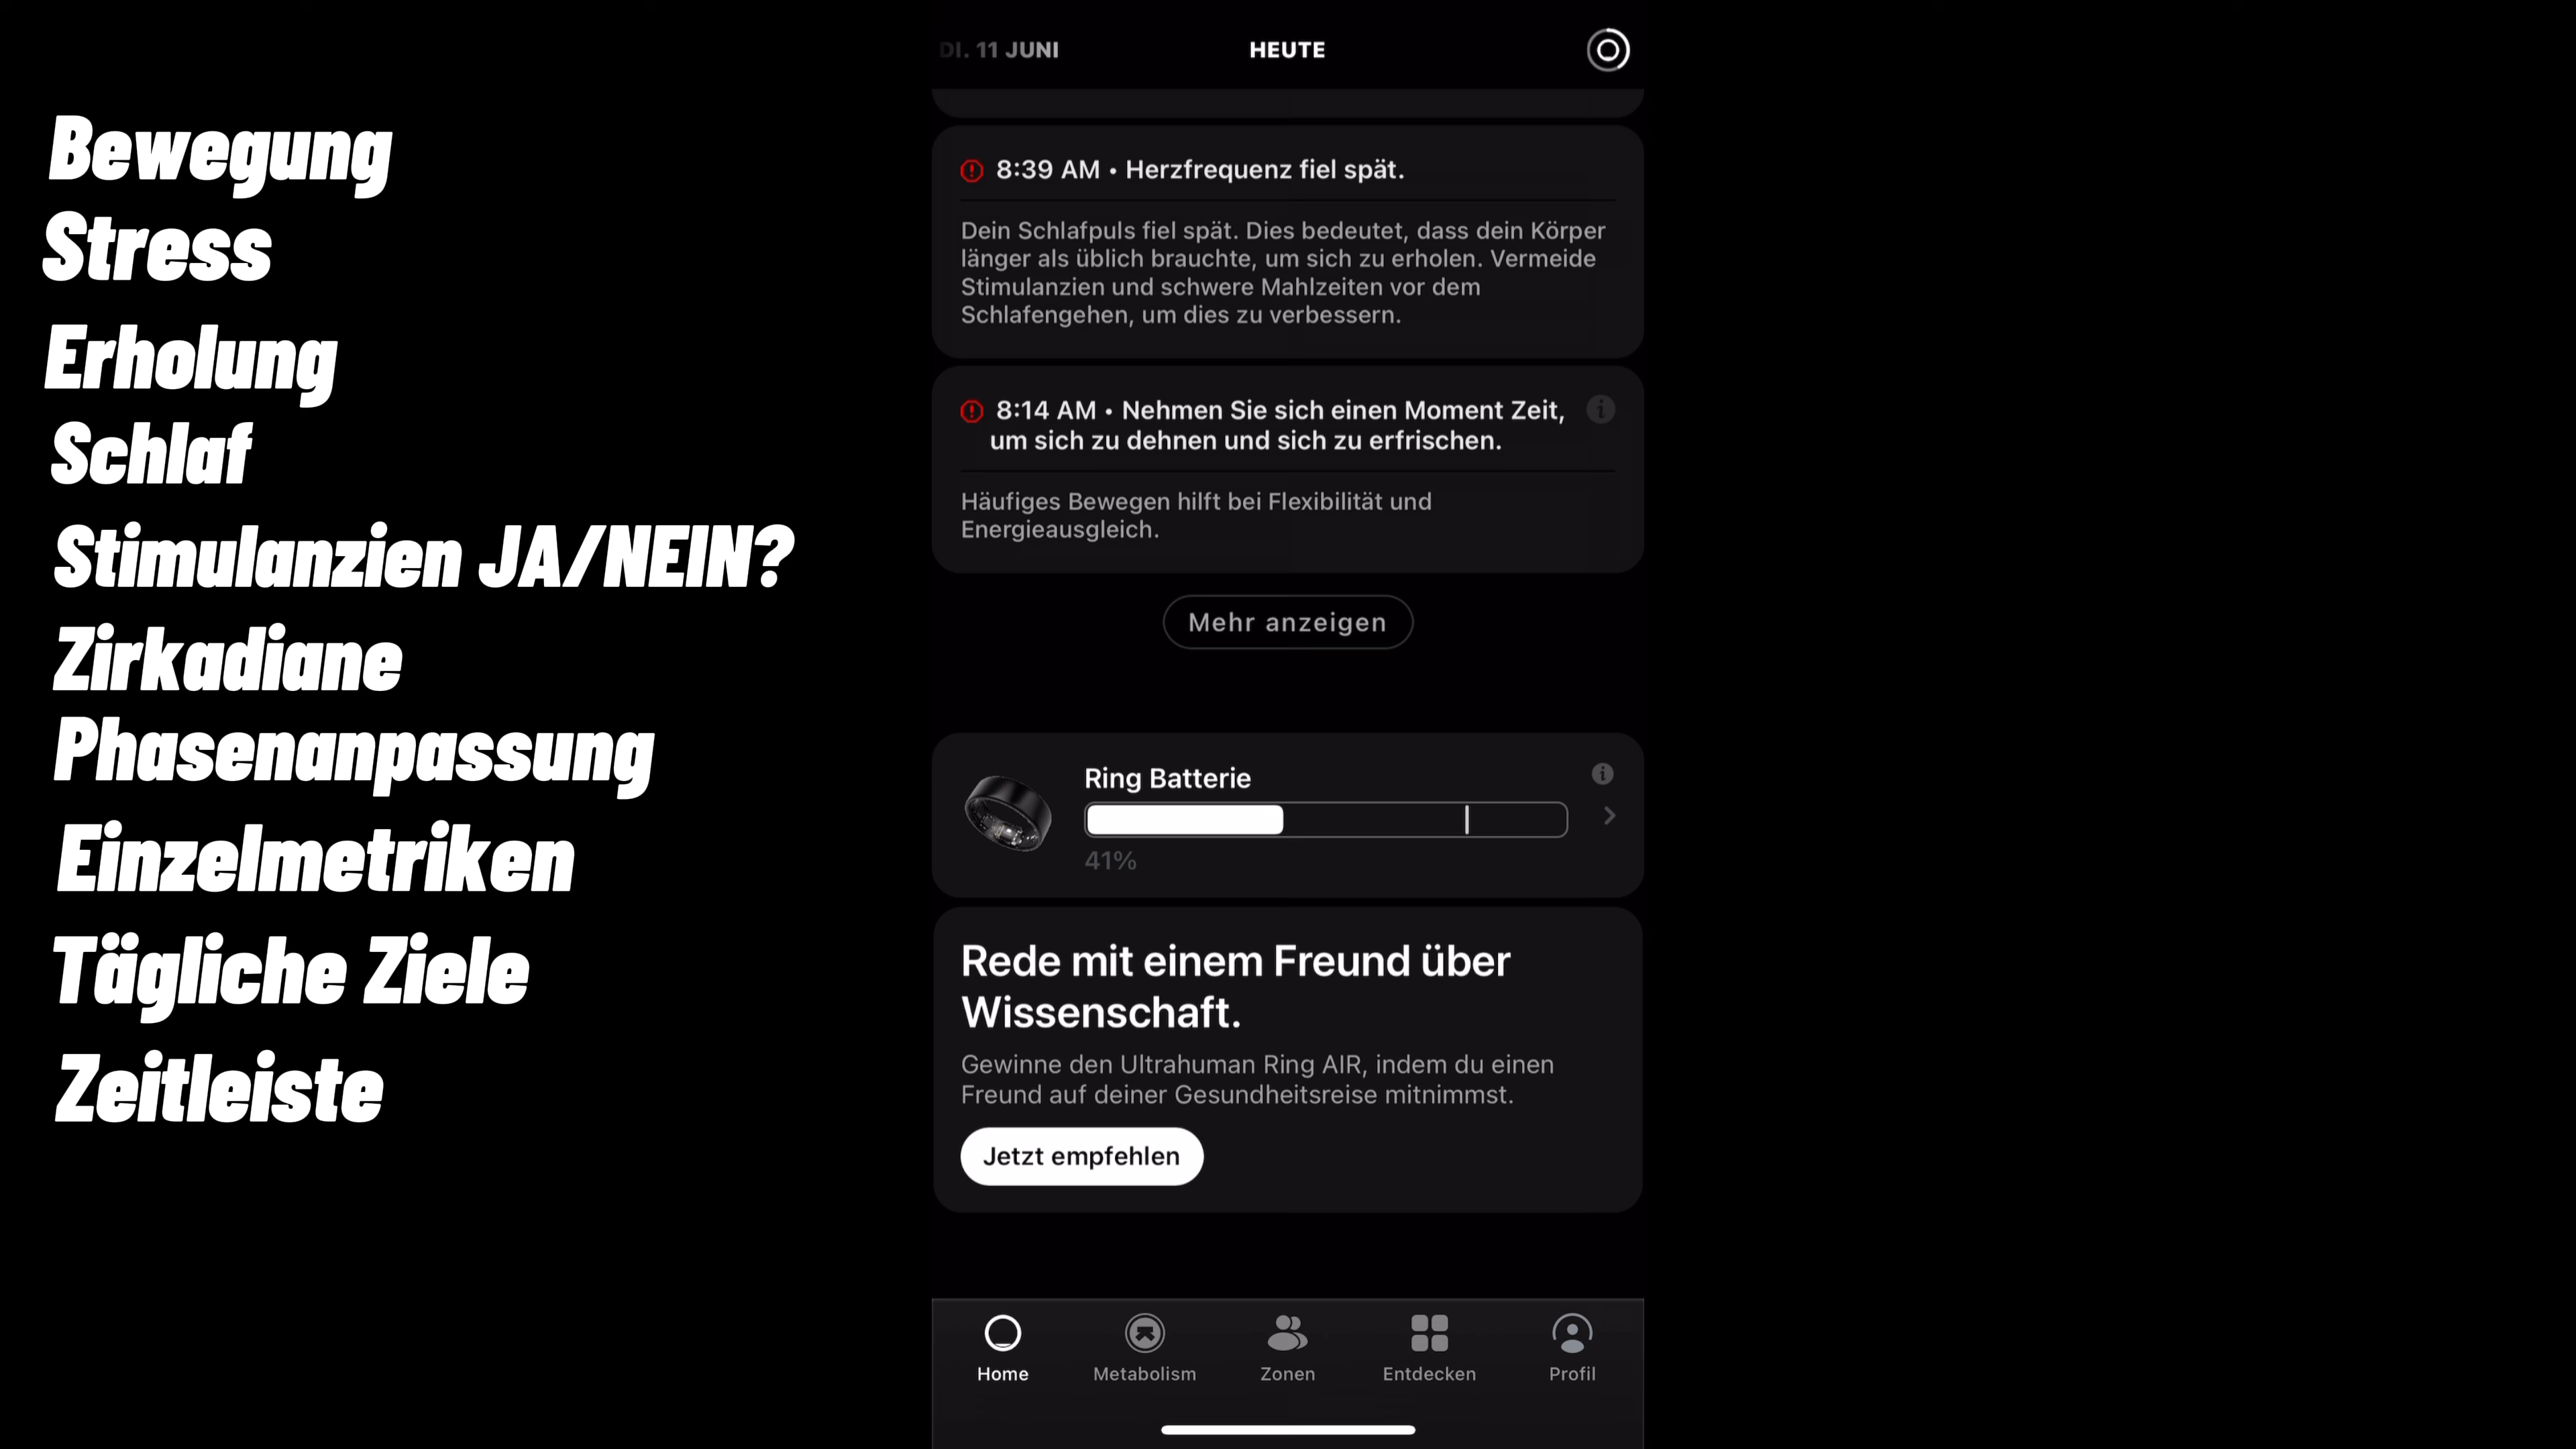 Bewegung
Stress
Erholung
Schlaf
Stimulanzien JA/NEIN?
Zirkadiane
Phasenanpassung
Einzelmetriken
Tägliche Ziele
Zeitleiste
DI. 11 JUNI
HEUTE
8:39 AM • Herzfrequenz fiel spät.
Dein Schlafpuls fiel spät. Dies bedeutet, dass dein Körper
länger als üblich brauchte, um sich zu erholen. Vermeide
Stimulanzien und schwere Mahlzeiten vor dem
Schlafengehen, um dies zu verbessern.
8:14 AM • Nehmen Sie sich einen Moment Zeit,
um sich zu dehnen und sich zu erfrischen.
Häufiges Bewegen hilft bei Flexibilität und
Energieausgleich.
Mehr anzeigen
Ring Batterie
41%
Rede mit einem Freund über
Wissenschaft.
Gewinne den Ultrahuman Ring AIR, indem du einen
Freund auf deiner Gesundheitsreise mitnimmst.
Jetzt empfehlen
Home
Metabolism
Zonen
Entdecken
Profil